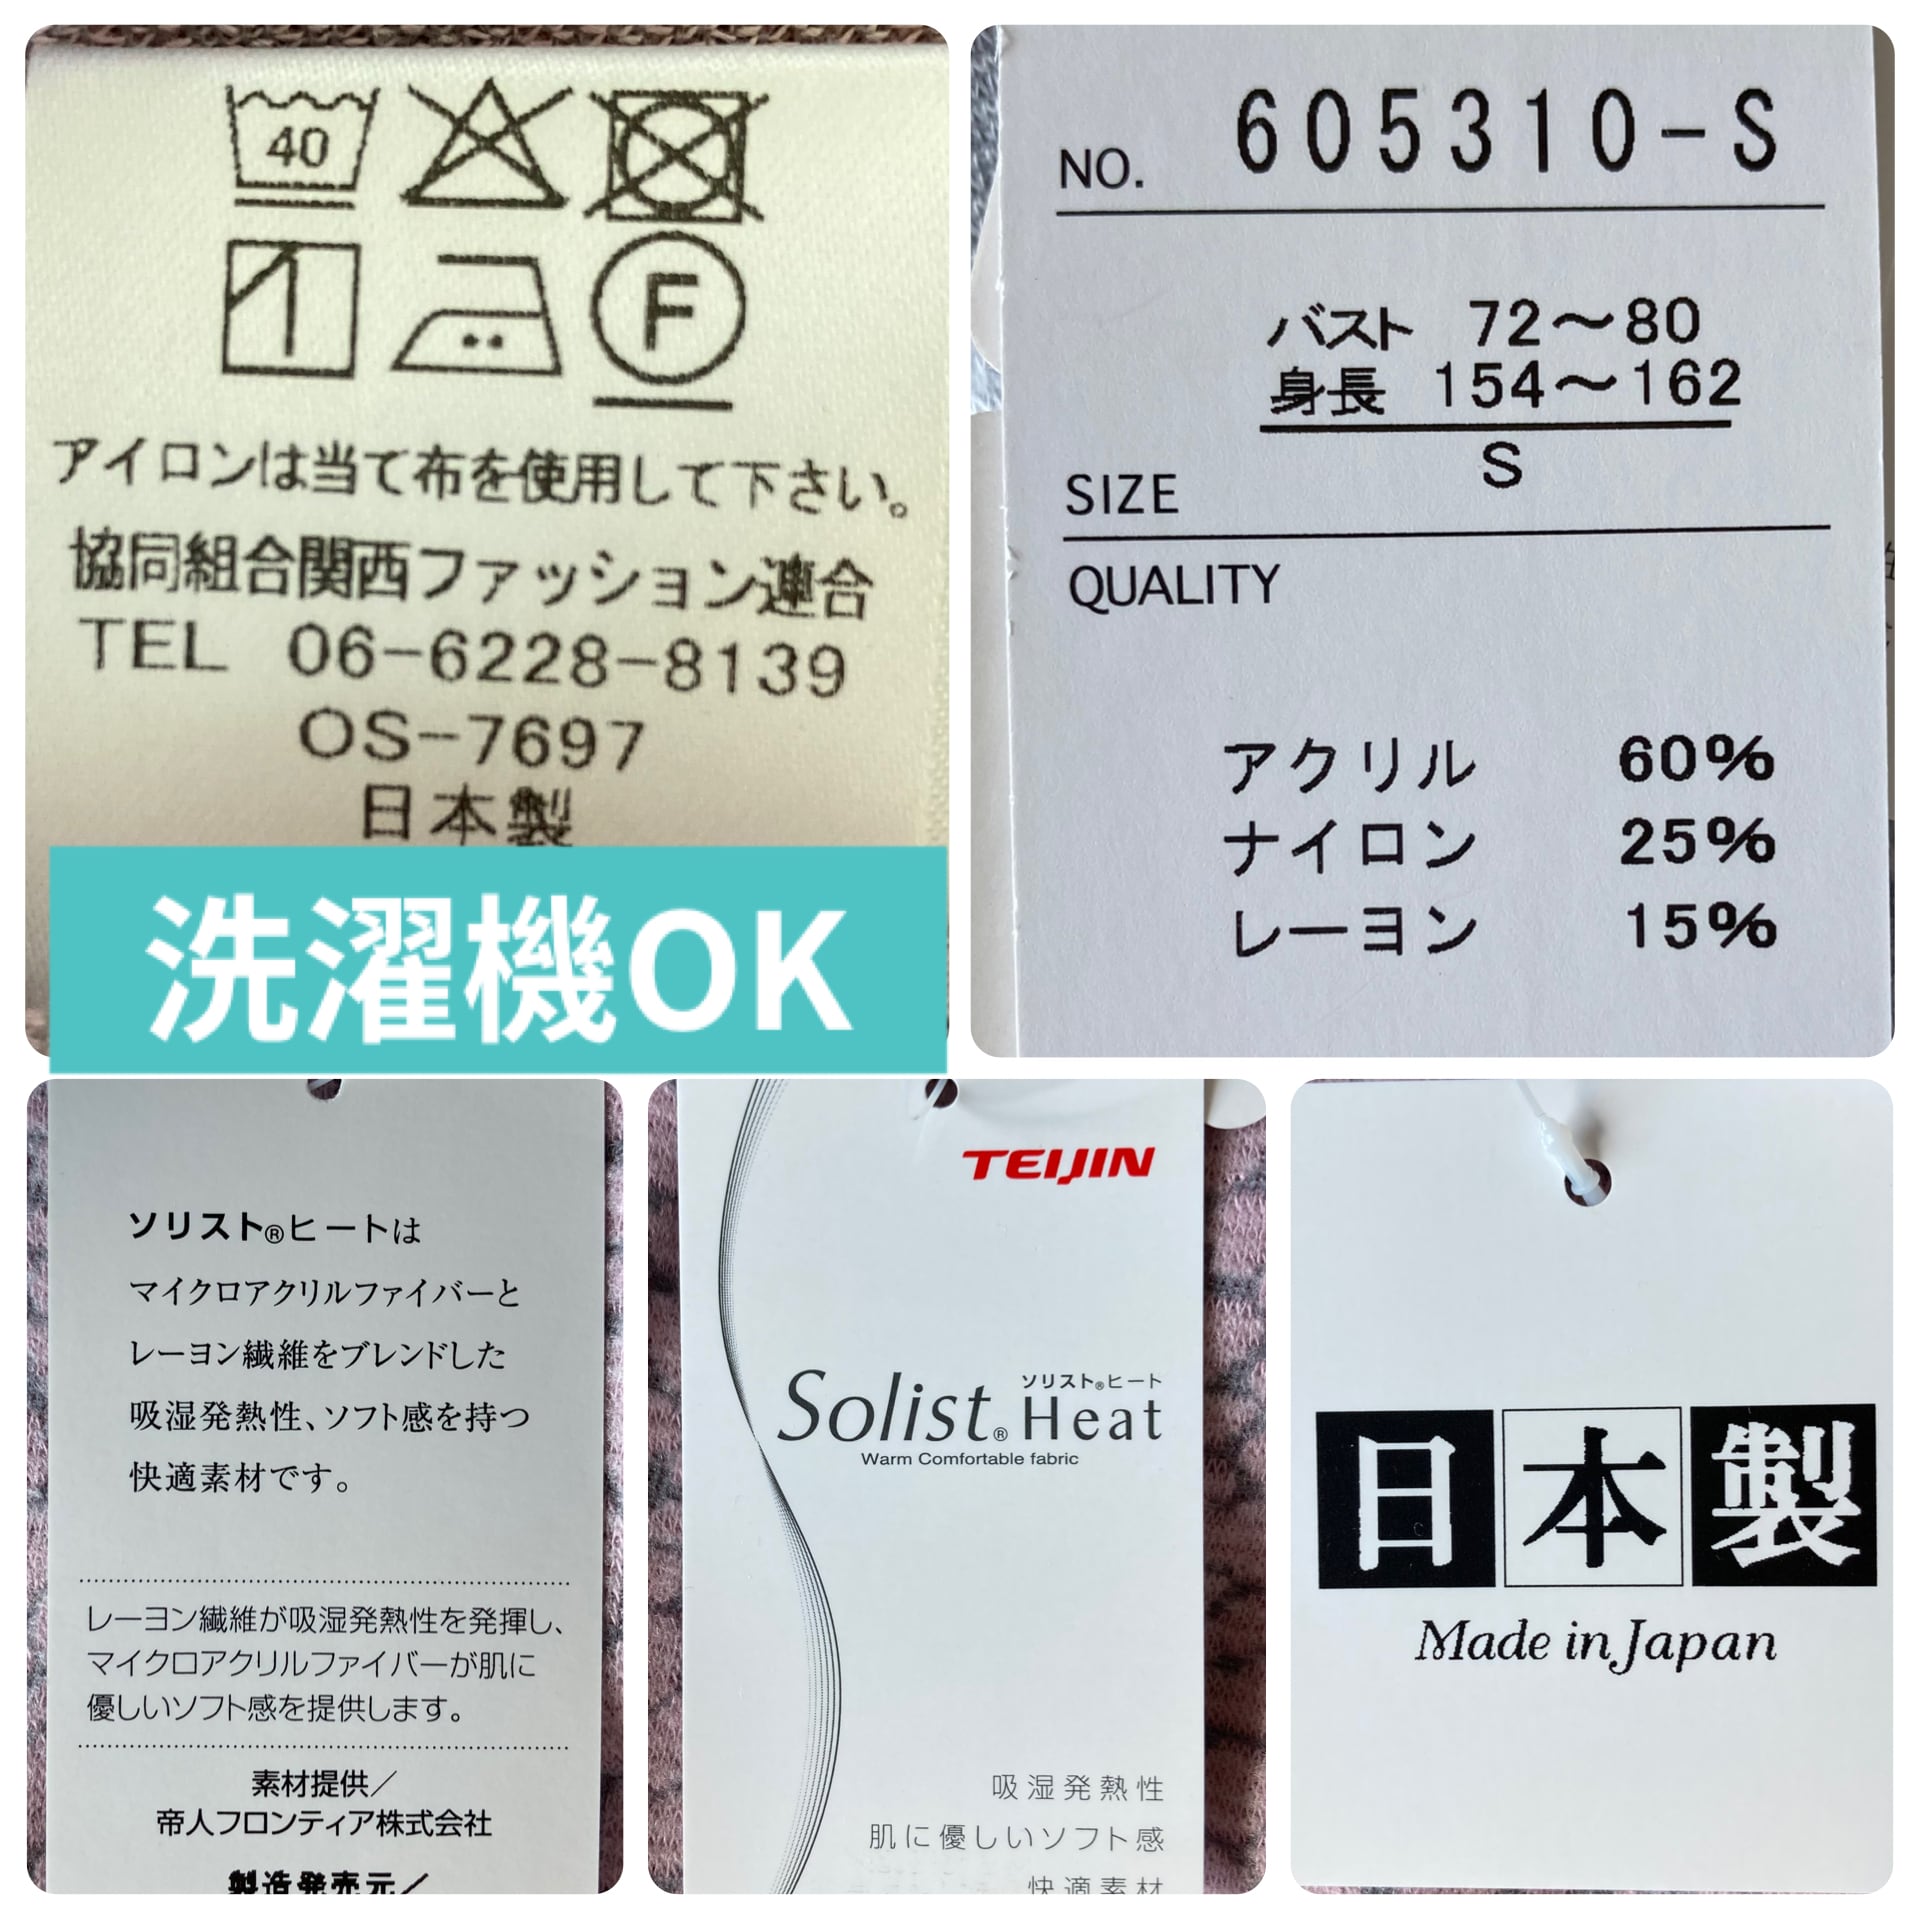 40
F
アイロンは当て布を使用して下さい。
協同組合関西ファッション連合
TEL 06-6228-8139
OS-7697
日本製
洗濯機OK
NO. 605310-S
バスト 72～80
身長 154～162
S
SIZE
QUALITY
アクリル 60%
ナイロン 25%
レーヨン 15%
ソリスト®ヒートは
マイクロアクリルファイバーと
レーヨン繊維をブレンドした
吸湿発熱性、ソフト感を持つ
快適素材です。
レーヨン繊維が吸湿発熱性を発揮し、
マイクロアクリルファイバーが肌に
優しいソフト感を提供します。
素材提供／
帝人フロンティア株式会社
製造発売元／
TEIJIN
ソリスト®ヒート
Solist® Heat
Warm Comfortable fabric
吸湿発熱性
肌に優しいソフト感
快適素材
日本製
Made in Japan